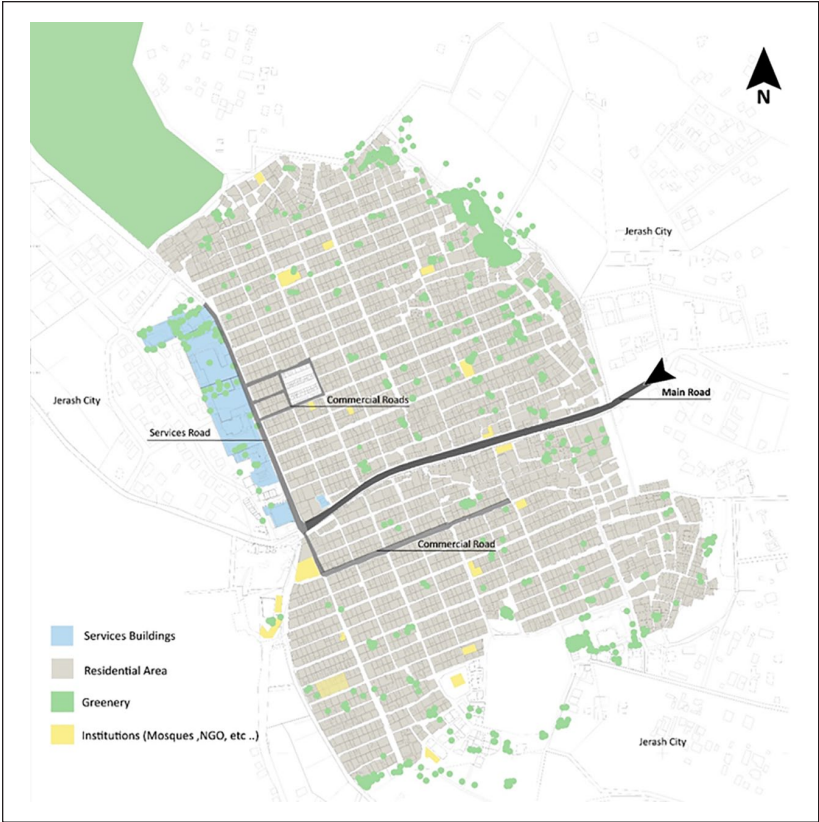 N
Jerash City
Main Road
Commercial Roads
Jerash City
Services Road
Commercial Road
Services Buildings
Residential Area
Greenery
Institutions (Mosques ,NGO, etc ..)
Jerash City